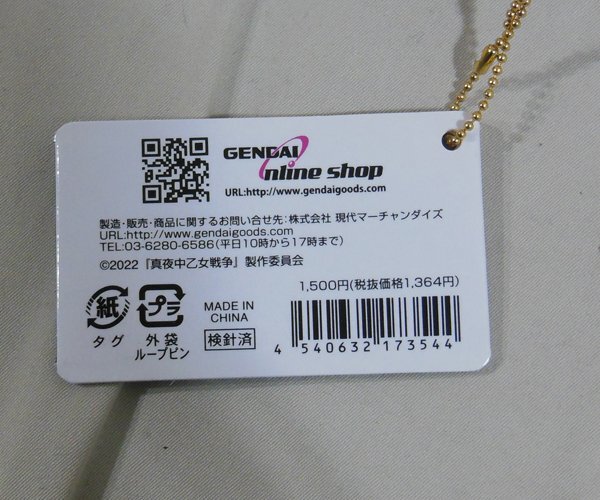 GENDAI
nline shop
URL:http://www.gendaigoods.com
製造・販売・商品に関するお問い合せ先:株式会社 現代マーチャンダイズ
URL:http://www.gendaigoods.com
TEL:03-6280-6586(平日10時から17時まで)
©2022『真夜中乙女戦争』製作委員会
1,500円(税抜価格1,364円)
紙
タグ
プラ
外袋
ループピン
MADE IN
CHINA
検針済
4 540632 173544